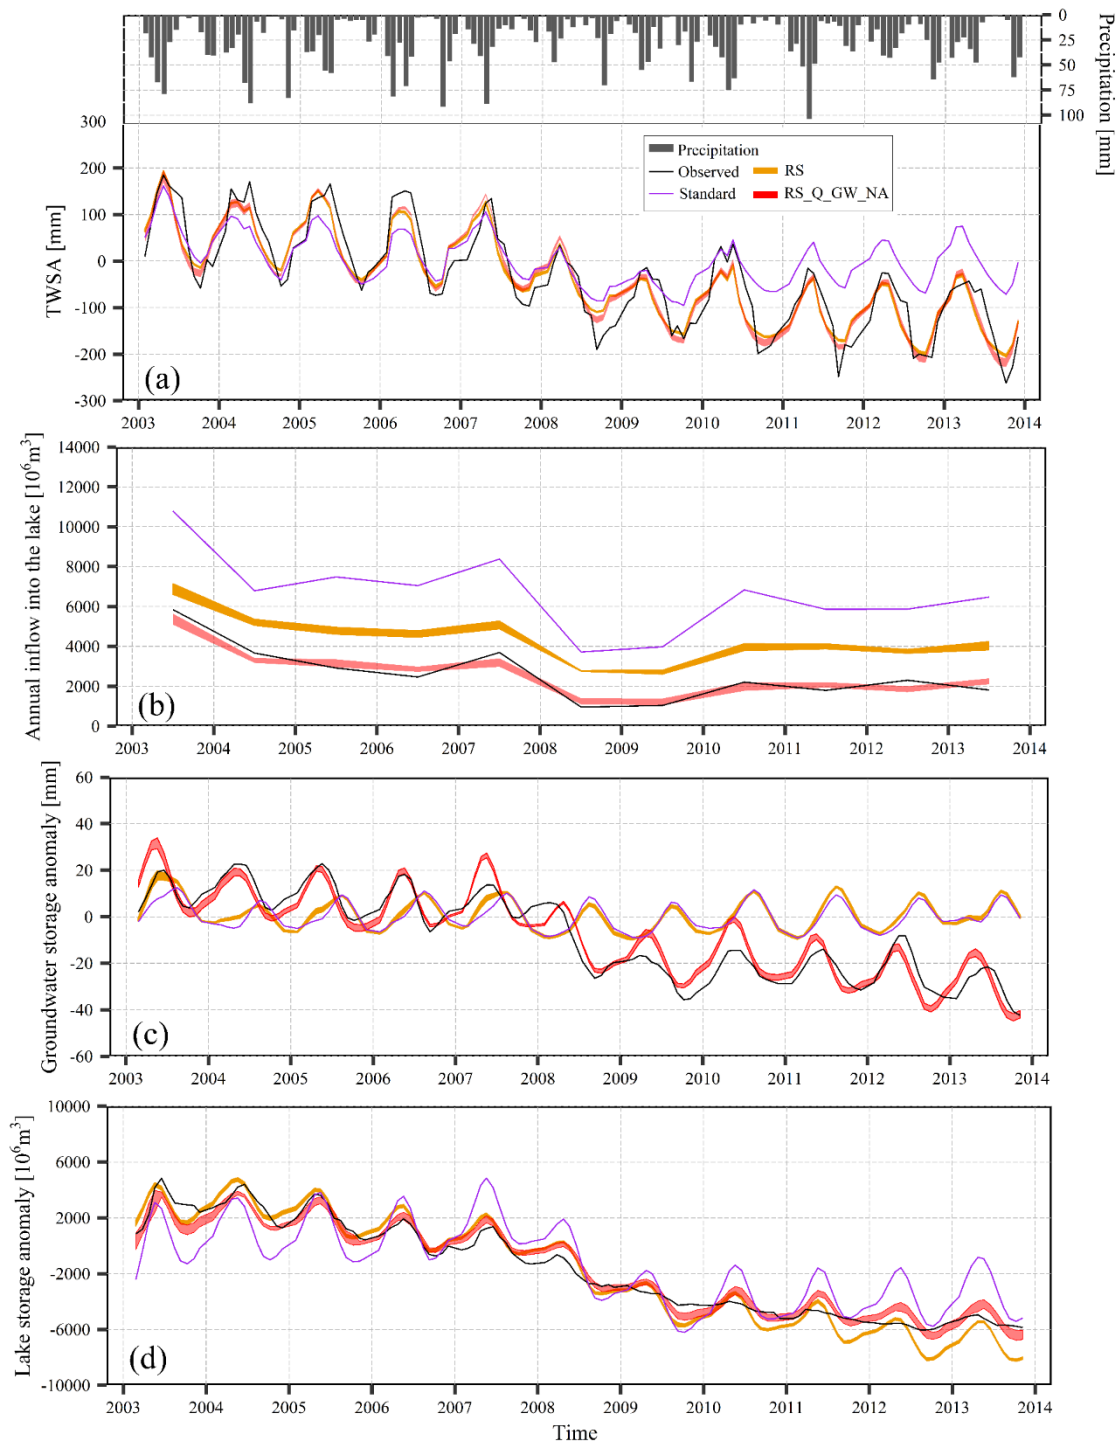 0
25
50
75
100
Precipitation [mm]
300
200
100
0
-100
-200
-300
TWSA [mm]
Precipitation
Observed
RS
Standard
RS_Q_GW_NA
(a)
2003 2004 2005 2006 2007 2008 2009 2010 2011 2012 2013 2014
14000
12000
10000
8000
6000
4000
2000
0
Annual inflow into the lake [10⁶m³]
(b)
2003 2004 2005 2006 2007 2008 2009 2010 2011 2012 2013 2014
60
40
20
0
-20
-40
-60
Groundwater storage anomaly [mm]
(c)
2003 2004 2005 2006 2007 2008 2009 2010 2011 2012 2013 2014
10000
6000
2000
-2000
-6000
-10000
Lake storage anomaly [10⁶m³]
(d)
2003 2004 2005 2006 2007 2008 2009 2010 2011 2012 2013 2014
Time